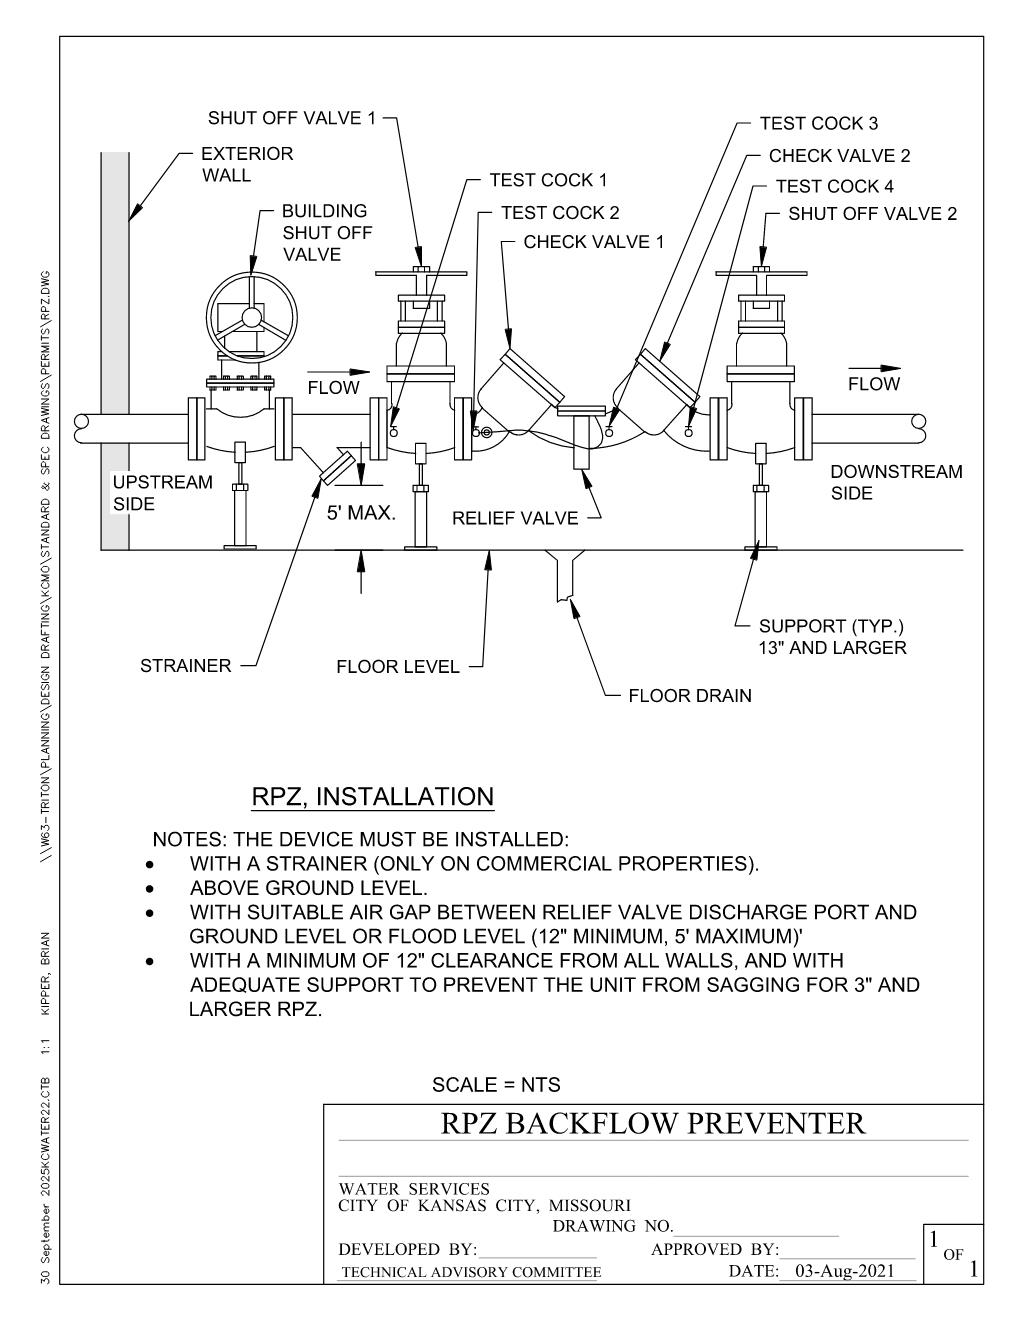 SHUT OFF VALVE 1
TEST COCK 3
EXTERIOR
WALL
CHECK VALVE 2
TEST COCK 1
TEST COCK 4
BUILDING
SHUT OFF
VALVE
TEST COCK 2
SHUT OFF VALVE 2
CHECK VALVE 1
FLOW
FLOW
UPSTREAM
SIDE
DOWNSTREAM
SIDE
5' MAX.
RELIEF VALVE
SUPPORT (TYP.)
13" AND LARGER
STRAINER
FLOOR LEVEL
FLOOR DRAIN
RPZ, INSTALLATION
NOTES: THE DEVICE MUST BE INSTALLED:
• WITH A STRAINER (ONLY ON COMMERCIAL PROPERTIES).
• ABOVE GROUND LEVEL.
• WITH SUITABLE AIR GAP BETWEEN RELIEF VALVE DISCHARGE PORT AND
GROUND LEVEL OR FLOOD LEVEL (12" MINIMUM, 5' MAXIMUM)'
• WITH A MINIMUM OF 12" CLEARANCE FROM ALL WALLS, AND WITH
ADEQUATE SUPPORT TO PREVENT THE UNIT FROM SAGGING FOR 3" AND
LARGER RPZ.
SCALE = NTS
RPZ BACKFLOW PREVENTER
WATER SERVICES
CITY OF KANSAS CITY, MISSOURI
DRAWING NO.
DEVELOPED BY:
APPROVED BY:
TECHNICAL ADVISORY COMMITTEE
DATE: 03-Aug-2021
1
OF
1
30 September 2025KCWATER22.CTB 1:1 KIPPER, BRIAN \\W63-TRITON\PLANNING\DESIGN DRAFTING\KCMO\STANDARD & SPEC DRAWINGS\PERMITS\RPZ.DWG